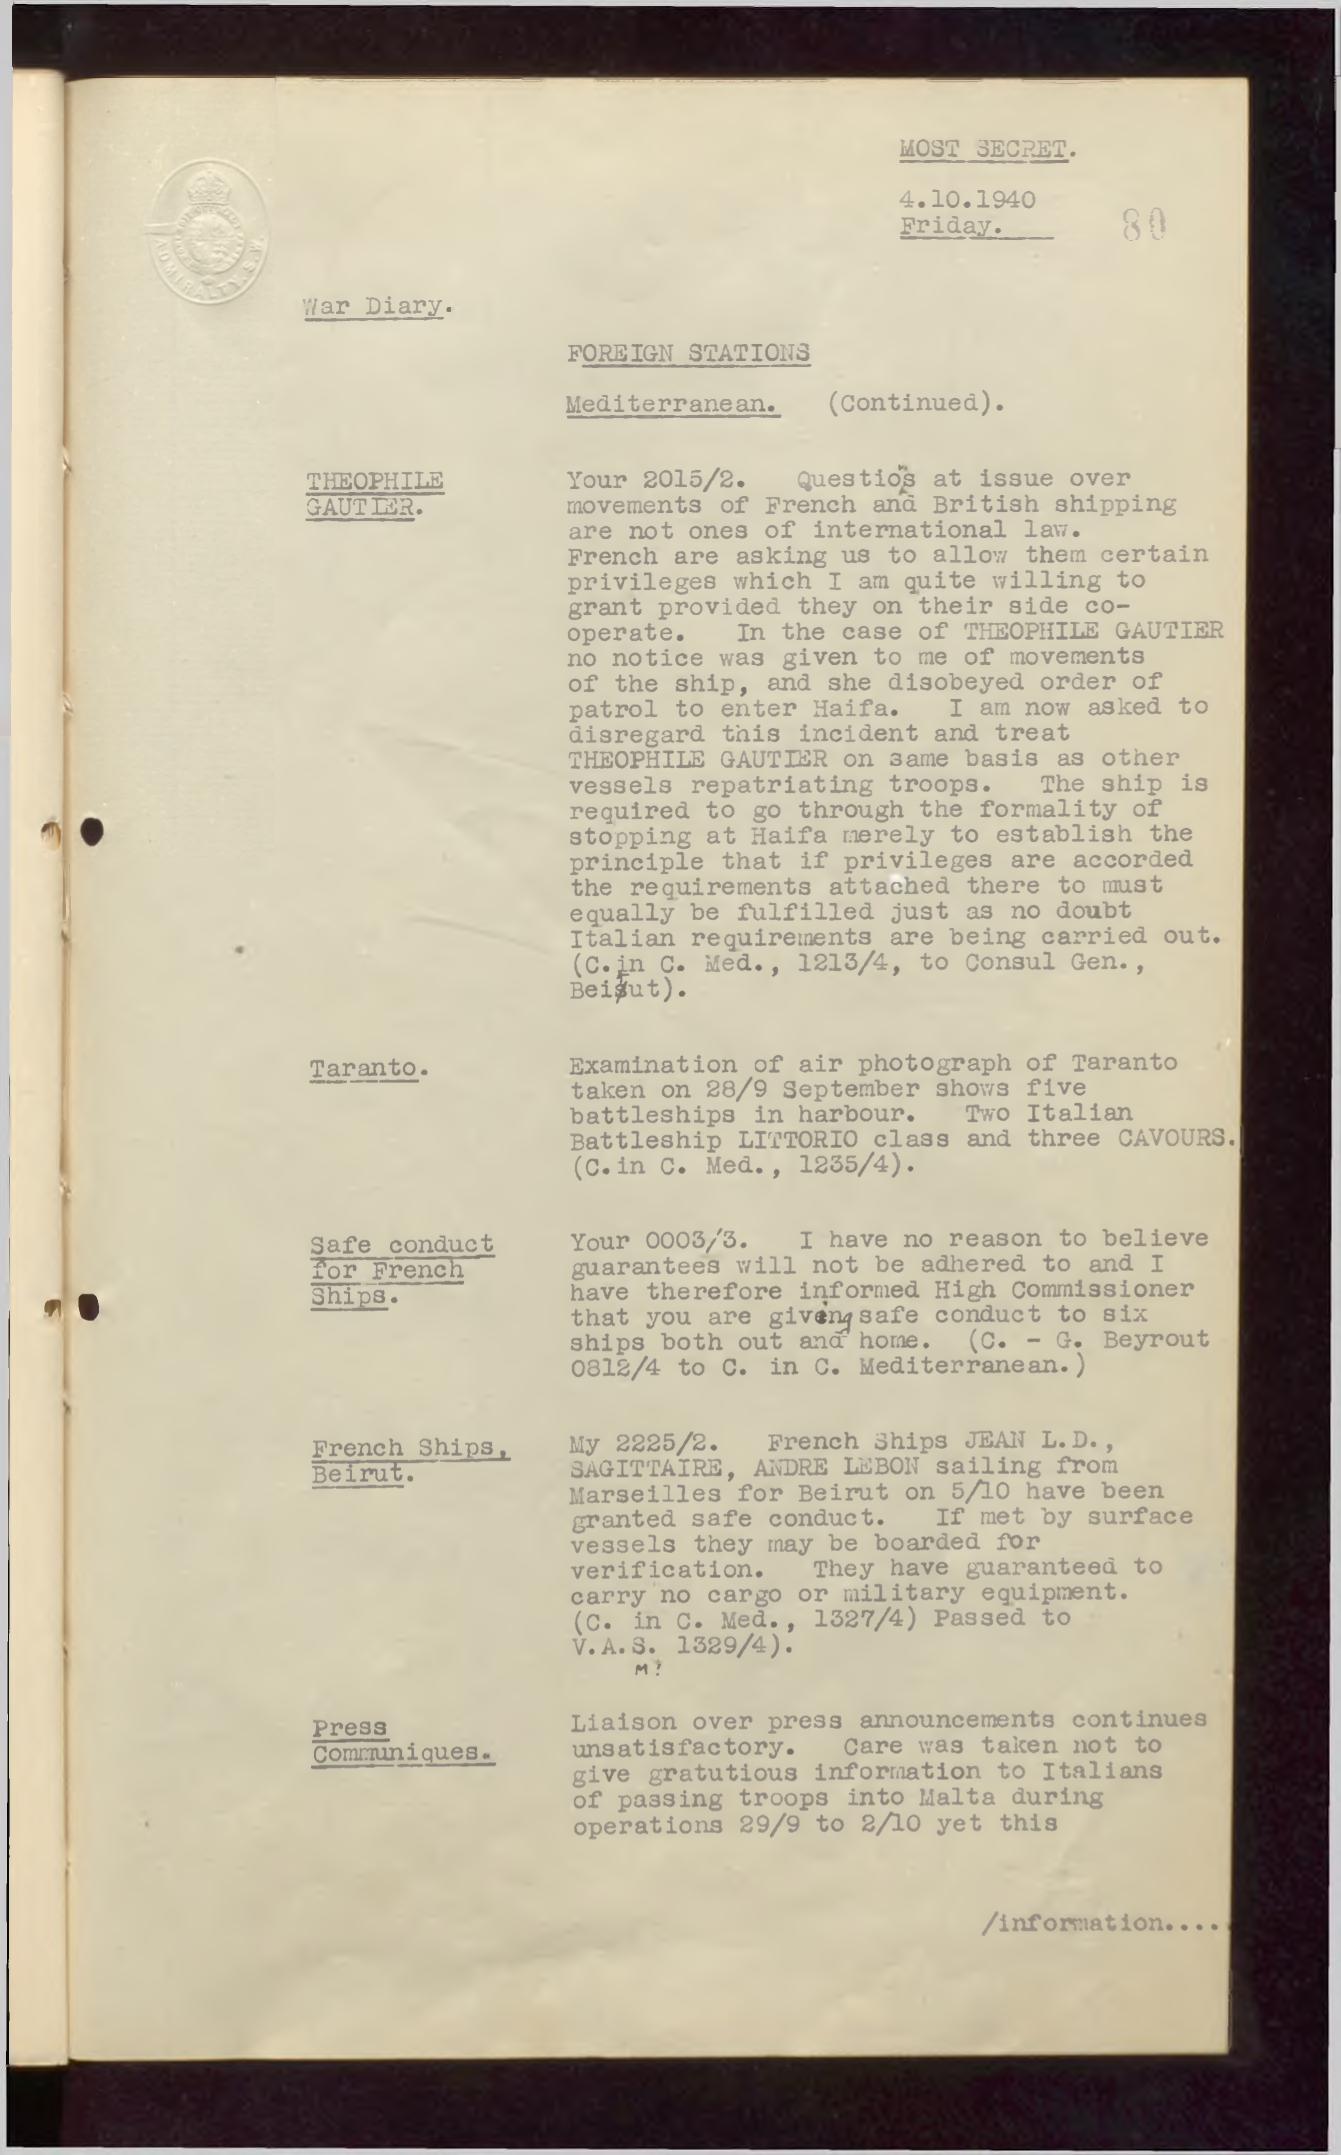 MOST SECRET.
4.10.1940
Friday.
80
ADMIRALTY. S.W.
War Diary.
FOREIGN STATIONS
Mediterranean. (Continued).
THEOPHILE
GAUTIER.
Your 2015/2. Questions at issue over
movements of French and British shipping
are not ones of international law.
French are asking us to allow them certain
privileges which I am quite willing to
grant provided they on their side co-
operate. In the case of THEOPHILE GAUTIER
no notice was given to me of movements
of the ship, and she disobeyed order of
patrol to enter Haifa. I am now asked to
disregard this incident and treat
THEOPHILE GAUTIER on same basis as other
vessels repatriating troops. The ship is
required to go through the formality of
stopping at Haifa merely to establish the
principle that if privileges are accorded
the requirements attached there to must
equally be fulfilled just as no doubt
Italian requirements are being carried out.
(C.in C. Med., 1213/4, to Consul Gen.,
Beirut).
Taranto.
Examination of air photograph of Taranto
taken on 28/9 September shows five
battleships in harbour. Two Italian
Battleship LITTORIO class and three CAVOURS.
(C.in C. Med., 1235/4).
Safe conduct
for French
Ships.
Your 0003/3. I have no reason to believe
guarantees will not be adhered to and I
have therefore informed High Commissioner
that you are giving safe conduct to six
ships both out and home. (C. - G. Beyrout
0812/4 to C. in C. Mediterranean.)
French Ships,
Beirut.
My 2225/2. French Ships JEAN L.D.,
SAGITTAIRE, ANDRE LEBON sailing from
Marseilles for Beirut on 5/10 have been
granted safe conduct. If met by surface
vessels they may be boarded for
verification. They have guaranteed to
carry no cargo or military equipment.
(C. in C. Med., 1327/4) Passed to
V.A.S. 1329/4).
M?
Press
Communiques.
Liaison over press announcements continues
unsatisfactory. Care was taken not to
give gratutious information to Italians
of passing troops into Malta during
operations 29/9 to 2/10 yet this
/information....